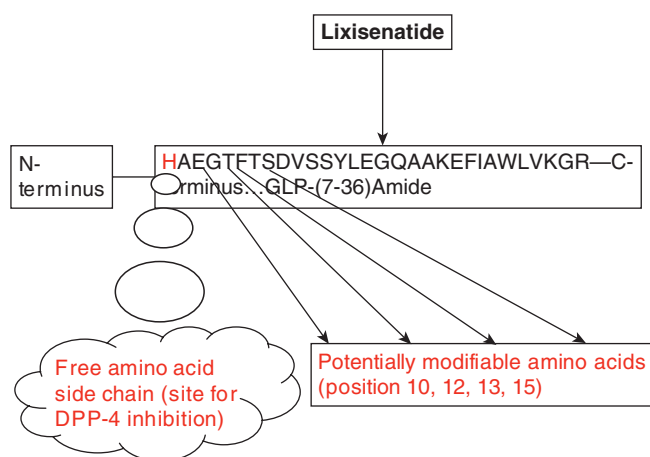 Lixisenatide
N-
terminus
HAEGTFTSDVSSYLEGQAAKEFIAWLVKGR—C-
erminus…GLP-(7-36)Amide
Free amino acid
side chain (site for
DPP-4 inhibition)
Potentially modifiable amino acids
(position 10, 12, 13, 15)